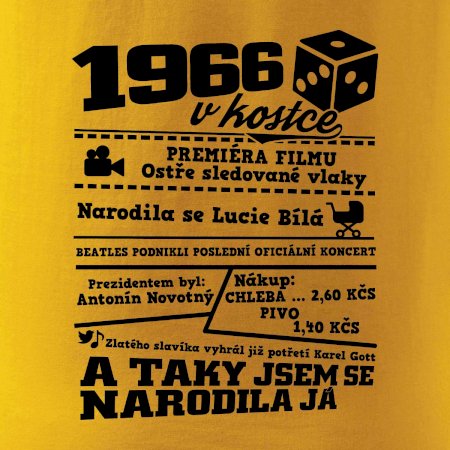 1966
v kostce
PREMIÉRA FILMU
Ostře sledované vlaky
Narodila se Lucie Bílá
BEATLES PODNIKLI POSLEDNÍ OFICIÁLNÍ KONCERT
Prezidentem byl:
Antonín Novotný
Nákup:
CHLEBA ... 2,60 KČS
PIVO
1,40 KČS
Zlatého slavíka vyhrál již potřetí Karel Gott
A TAKY JSEM SE
NARODILA JÁ